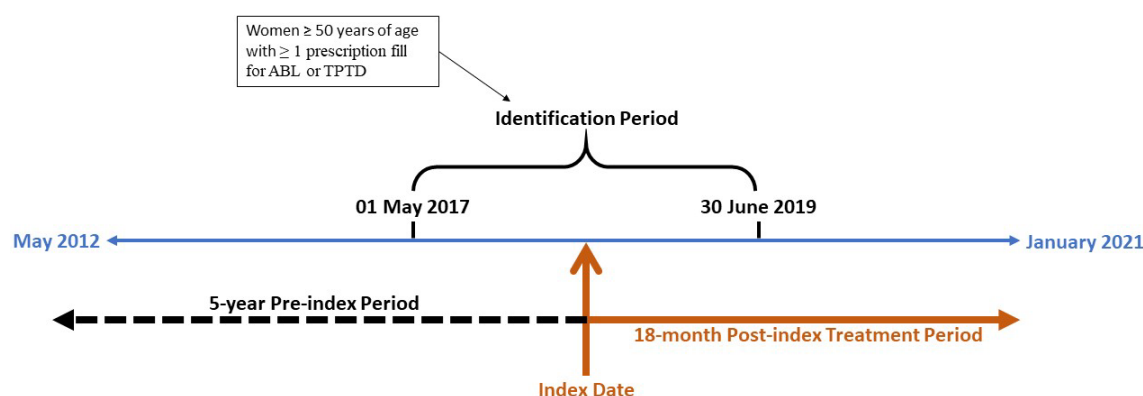 Women ≥ 50 years of age
with ≥ 1 prescription fill
for ABL or TPTD
Identification Period
01 May 2017
30 June 2019
May 2012
January 2021
5-year Pre-index Period
18-month Post-index Treatment Period
Index Date